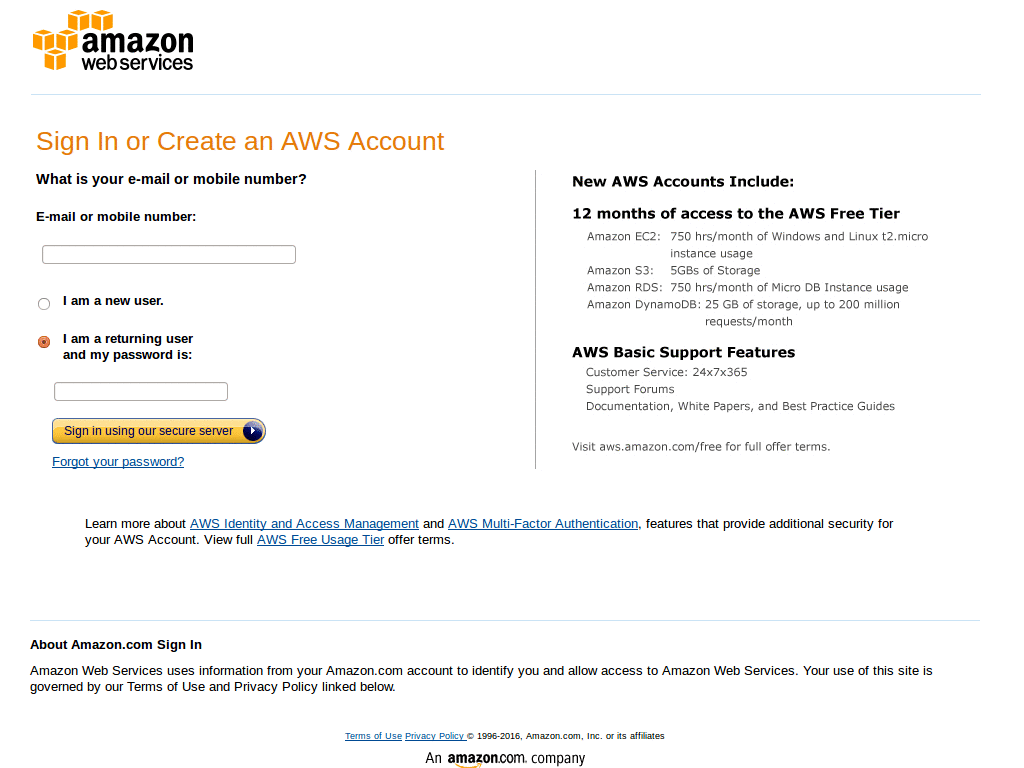 amazon
web services
Sign In or Create an AWS Account
What is your e-mail or mobile number?
E-mail or mobile number:
I am a new user.
I am a returning user
and my password is:
Sign in using our secure server
Forgot your password?
New AWS Accounts Include:
12 months of access to the AWS Free Tier
Amazon EC2: 750 hrs/month of Windows and Linux t2.micro
instance usage
Amazon S3: 5GBs of Storage
Amazon RDS: 750 hrs/month of Micro DB Instance usage
Amazon DynamoDB: 25 GB of storage, up to 200 million
requests/month
AWS Basic Support Features
Customer Service: 24x7x365
Support Forums
Documentation, White Papers, and Best Practice Guides
Visit aws.amazon.com/free for full offer terms.
Learn more about AWS Identity and Access Management and AWS Multi-Factor Authentication, features that provide additional security for
your AWS Account. View full AWS Free Usage Tier offer terms.
About Amazon.com Sign In
Amazon Web Services uses information from your Amazon.com account to identify you and allow access to Amazon Web Services. Your use of this site is
governed by our Terms of Use and Privacy Policy linked below.
Terms of Use Privacy Policy © 1996-2016, Amazon.com, Inc. or its affiliates
An amazon.com. company